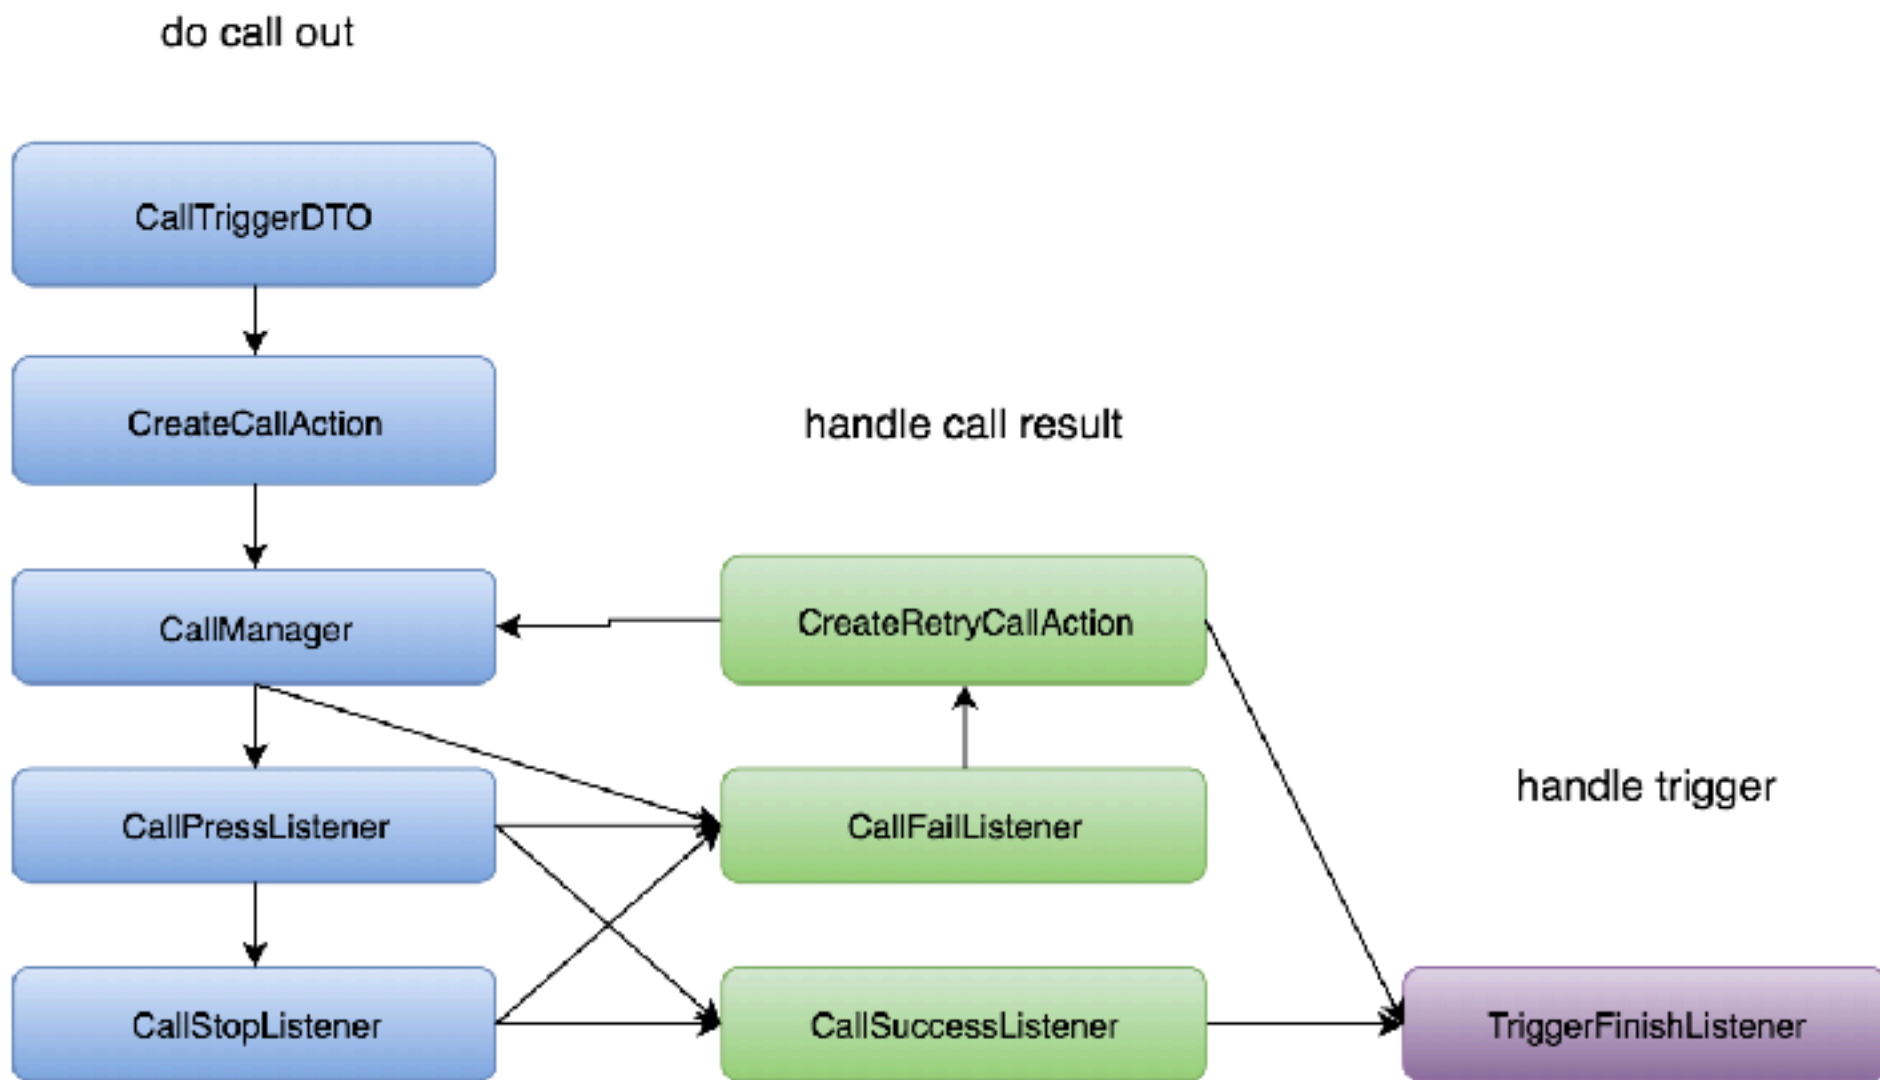 do call out
CallTriggerDTO
CreateCallAction
handle call result
CallManager
CreateRetryCallAction
handle trigger
CallPressListener
CallFailListener
CallStopListener
CallSuccessListener
TriggerFinishListener